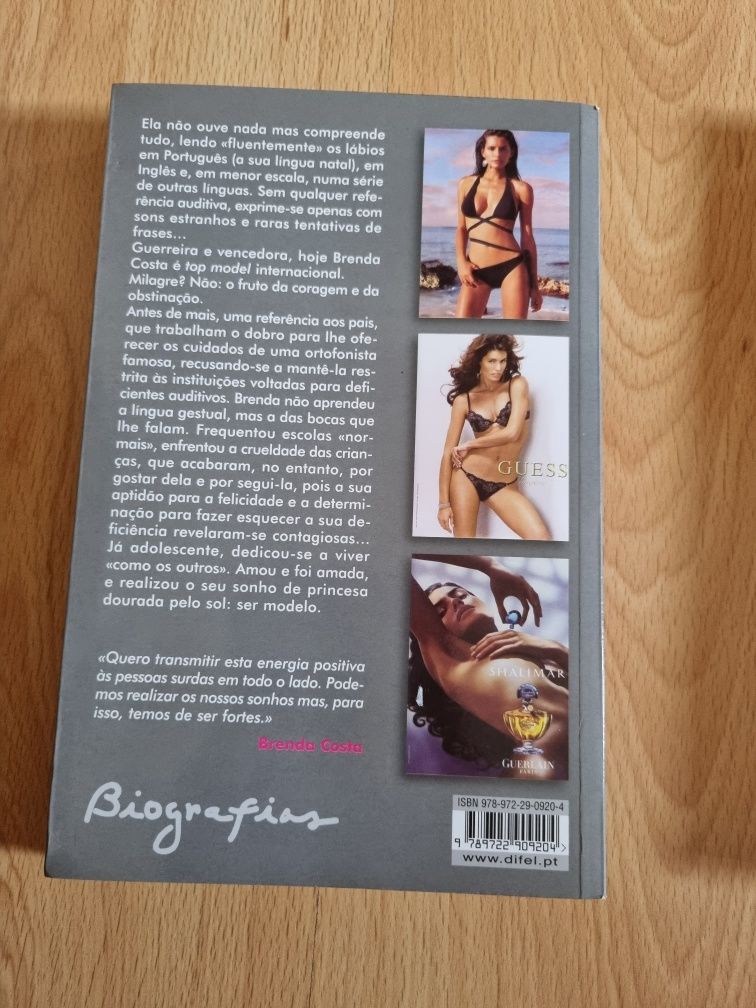 Ela não ouve nada mas compreende
tudo, lendo «fluentemente» os lábios
em Português (a sua língua natal), em
Inglês e, em menor escala, numa série
de outras línguas. Sem qualquer refe-
rência auditiva, exprime-se apenas com
sons estranhos e raras tentativas de
frases...
Guerreira e vencedora, hoje Brenda
Costa é top model internacional.
Milagre? Não: o fruto da coragem e da
obstinação.
Antes de mais, uma referência aos pais,
que trabalham o dobro para lhe ofe-
recer os cuidados de uma ortofonista
famosa, recusando-se a mantê-la res-
trita às instituições voltadas para defi-
cientes auditivos. Brenda não aprendeu
a língua gestual, mas a das bocas que
lhe falam. Frequentou escolas «nor-
mais», enfrentou a crueldade das crian-
ças, que acabaram, no entanto, por
gostar dela e por segui-la, pois a sua
aptidão para a felicidade e a determi-
nação para fazer esquecer a sua de-
ficiência revelaram-se contagiosas...
Já adolescente, dedicou-se a viver
«como os outros». Amou e foi amada,
e realizou o seu sonho de princesa
dourada pelo sol: ser modelo.
«Quero transmitir esta energia positiva
às pessoas surdas em todo o lado. Pode-
mos realizar os nossos sonhos mas, para
isso, temos de ser fortes.»
Brenda Costa
Biografias
GUESS
SHALIMAR
GUERLAIN
PARIS
ISBN 978-972-29-0920-4
9 789722 909204 >
www.difel.pt